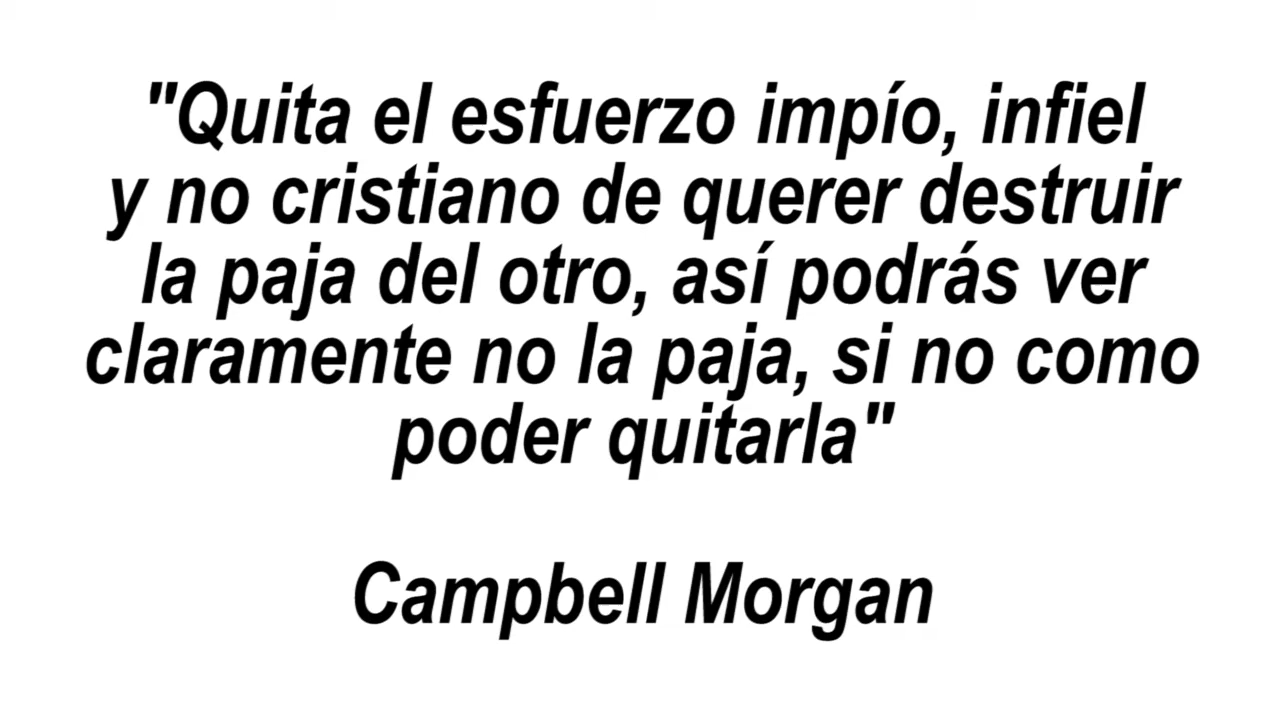 "Quita el esfuerzo impío, infiel
y no cristiano de querer destruir
la paja del otro, así podrás ver
claramente no la paja, si no como
poder quitarla"
Campbell Morgan